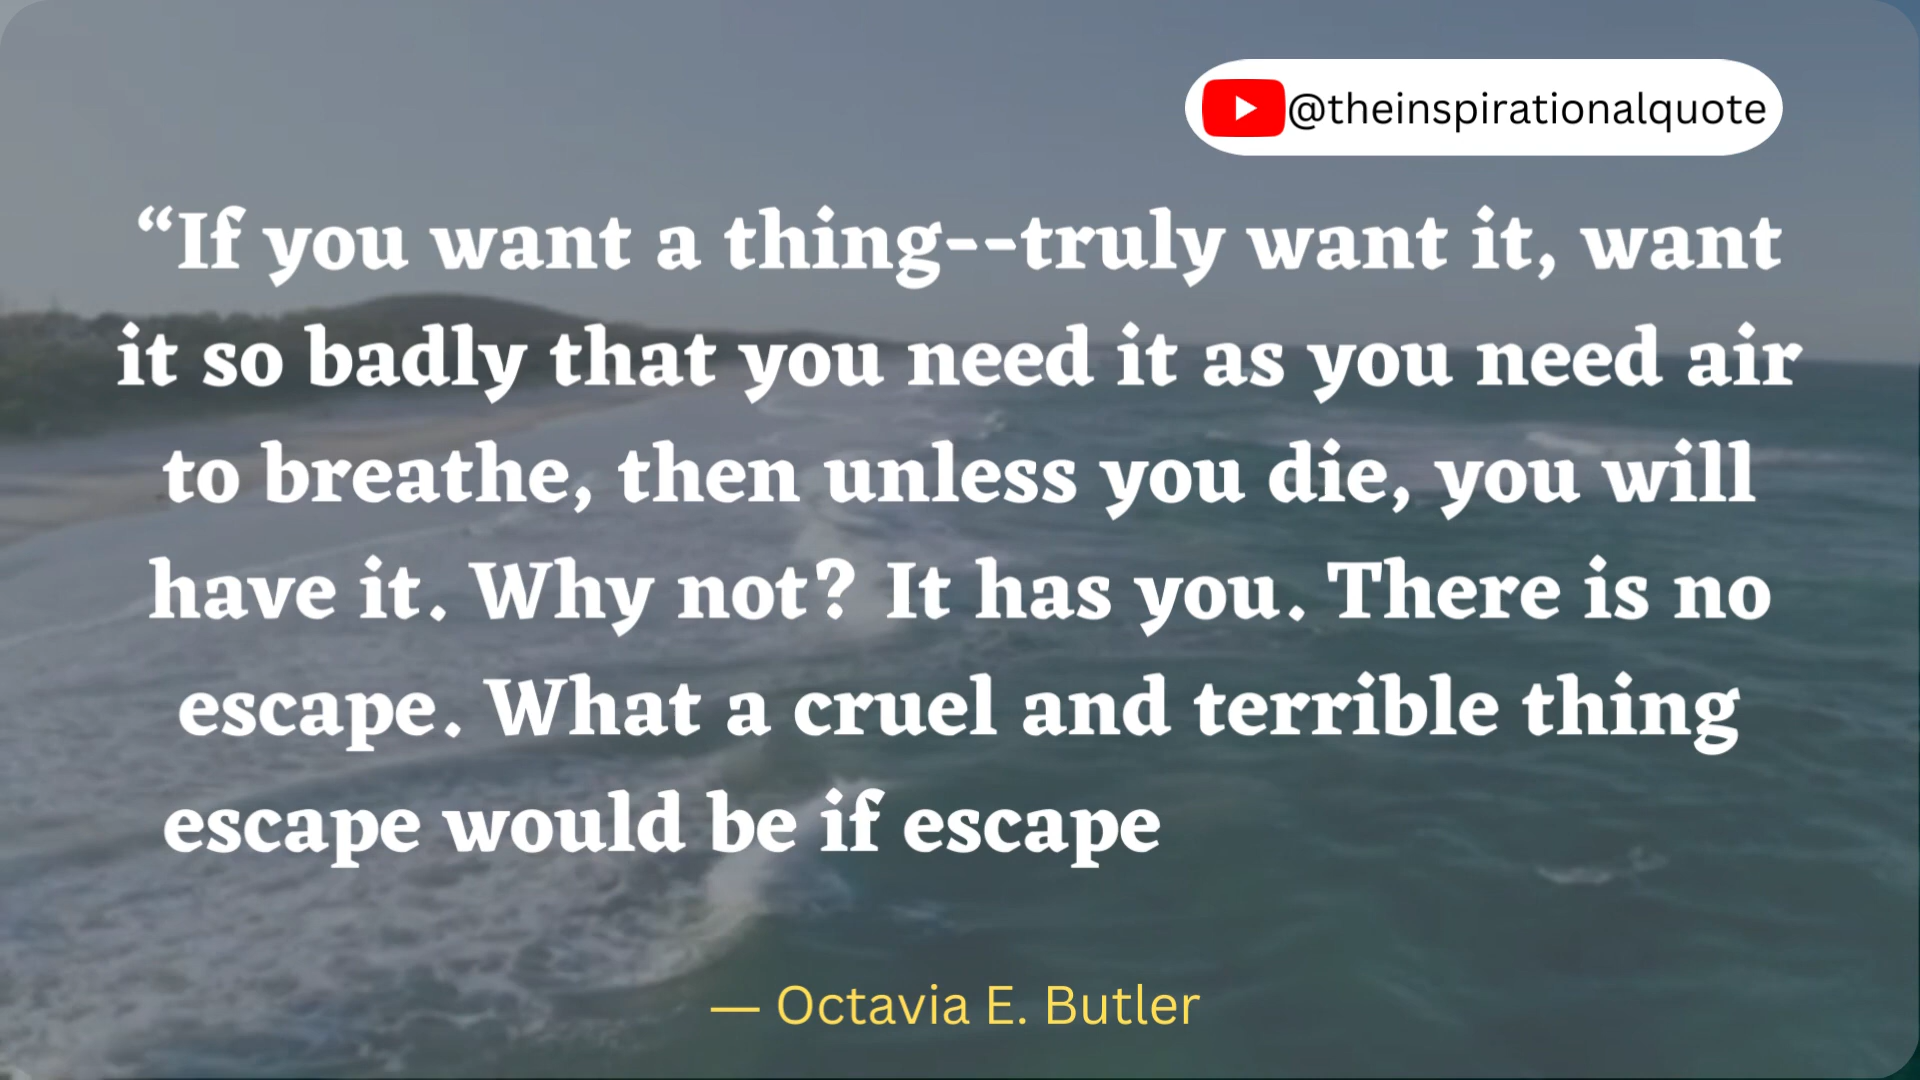 @theinspirationalquote
“If you want a thing--truly want it, want
it so badly that you need it as you need air
to breathe, then unless you die, you will
have it. Why not? It has you. There is no
escape. What a cruel and terrible thing
escape would be if escape
— Octavia E. Butler